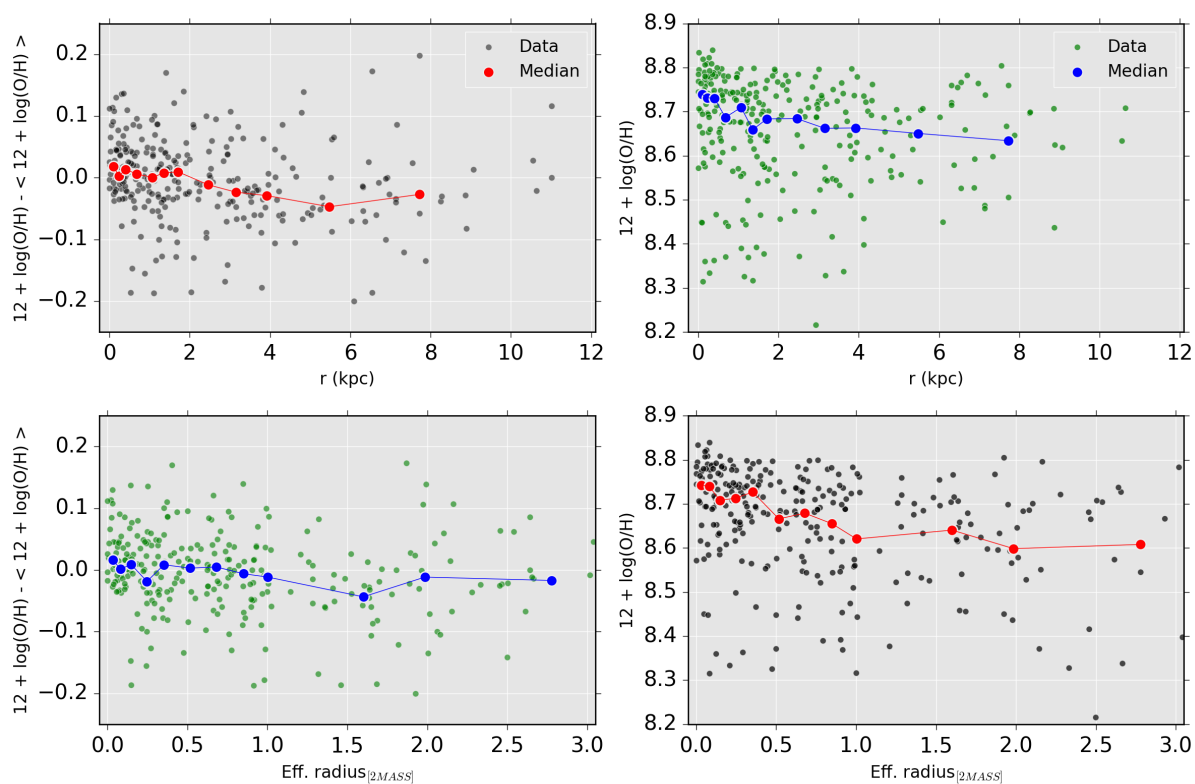 12 + log(O/H) - < 12 + log(O/H) >
0.2
0.1
0.0
−0.1
−0.2
Data
Median
0 2 4 6 8 10 12
r (kpc)
12 + log(O/H)
8.9
8.8
8.7
8.6
8.5
8.4
8.3
8.2
Data
Median
0 2 4 6 8 10 12
r (kpc)
12 + log(O/H) - < 12 + log(O/H) >
0.2
0.1
0.0
−0.1
−0.2
0.0 0.5 1.0 1.5 2.0 2.5 3.0
Eff. radius[2MASS]
12 + log(O/H)
8.9
8.8
8.7
8.6
8.5
8.4
8.3
8.2
0.0 0.5 1.0 1.5 2.0 2.5 3.0
Eff. radius[2MASS]